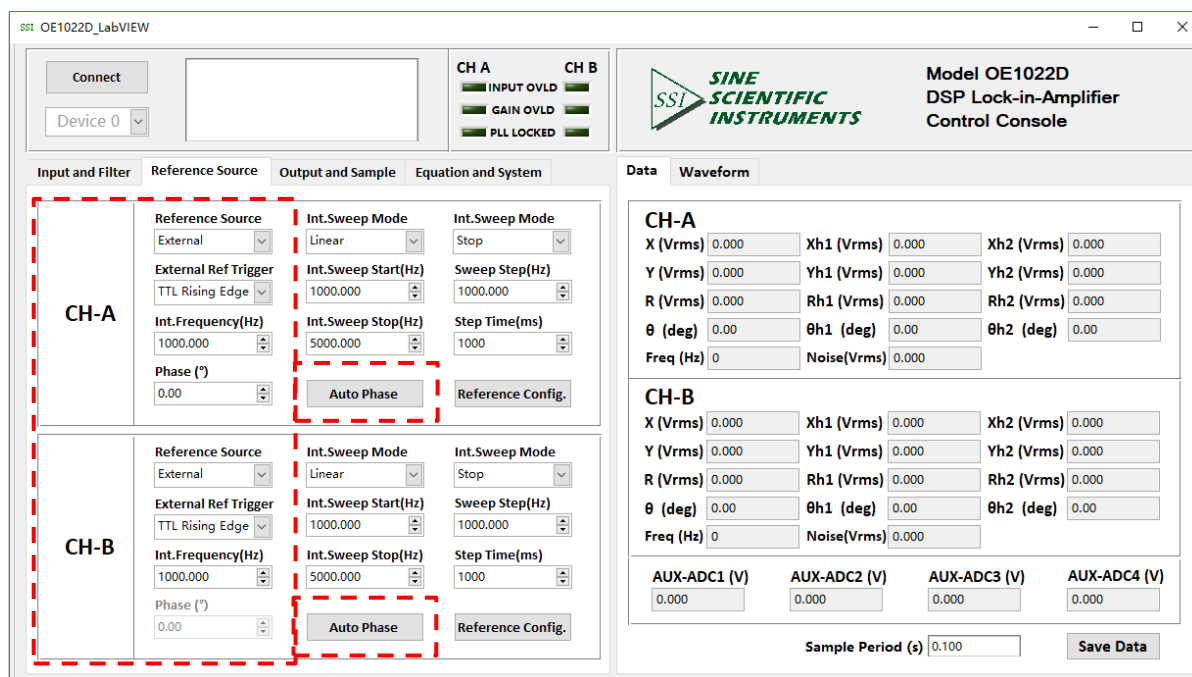 SSI OE1022D_LabVIEW
Connect
Device 0
CH A CH B
INPUT OVLD
GAIN OVLD
PLL LOCKED
SSI
SINE
SCIENTIFIC
INSTRUMENTS
Model OE1022D
DSP Lock-in-Amplifier
Control Console
Input and Filter Reference Source Output and Sample Equation and System
CH-A
Reference Source Int.Sweep Mode Int.Sweep Mode
External Linear Stop
External Ref Trigger Int.Sweep Start(Hz) Sweep Step(Hz)
TTL Rising Edge 1000.000 1000.000
Int.Frequency(Hz) Int.Sweep Stop(Hz) Step Time(ms)
1000.000 5000.000 1000
Phase (°)
0.00 Auto Phase Reference Config.
CH-B
Reference Source Int.Sweep Mode Int.Sweep Mode
External Linear Stop
External Ref Trigger Int.Sweep Start(Hz) Sweep Step(Hz)
TTL Rising Edge 1000.000 1000.000
Int.Frequency(Hz) Int.Sweep Stop(Hz) Step Time(ms)
1000.000 5000.000 1000
Phase (°)
0.00 Auto Phase Reference Config.
Data Waveform
CH-A
X (Vrms) 0.000 Xh1 (Vrms) 0.000 Xh2 (Vrms) 0.000
Y (Vrms) 0.000 Yh1 (Vrms) 0.000 Yh2 (Vrms) 0.000
R (Vrms) 0.000 Rh1 (Vrms) 0.000 Rh2 (Vrms) 0.000
θ (deg) 0.00 θh1 (deg) 0.00 θh2 (deg) 0.00
Freq (Hz) 0 Noise(Vrms) 0.000
CH-B
X (Vrms) 0.000 Xh1 (Vrms) 0.000 Xh2 (Vrms) 0.000
Y (Vrms) 0.000 Yh1 (Vrms) 0.000 Yh2 (Vrms) 0.000
R (Vrms) 0.000 Rh1 (Vrms) 0.000 Rh2 (Vrms) 0.000
θ (deg) 0.00 θh1 (deg) 0.00 θh2 (deg) 0.00
Freq (Hz) 0 Noise(Vrms) 0.000
AUX-ADC1 (V) AUX-ADC2 (V) AUX-ADC3 (V) AUX-ADC4 (V)
0.000 0.000 0.000 0.000
Sample Period (s) 0.100 Save Data